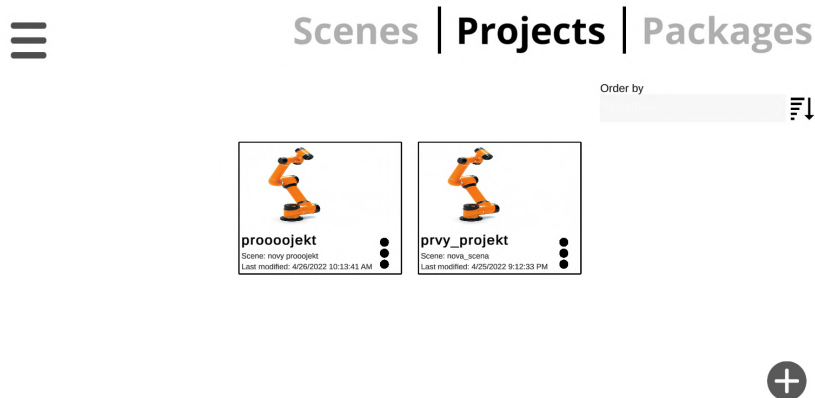 Scenes | Projects | Packages
Order by
proooojekt
Scene: novy prooojekt
Last modified: 4/26/2022 10:13:41 AM
prvy_projekt
Scene: nova_scena
Last modified: 4/25/2022 9:12:33 PM